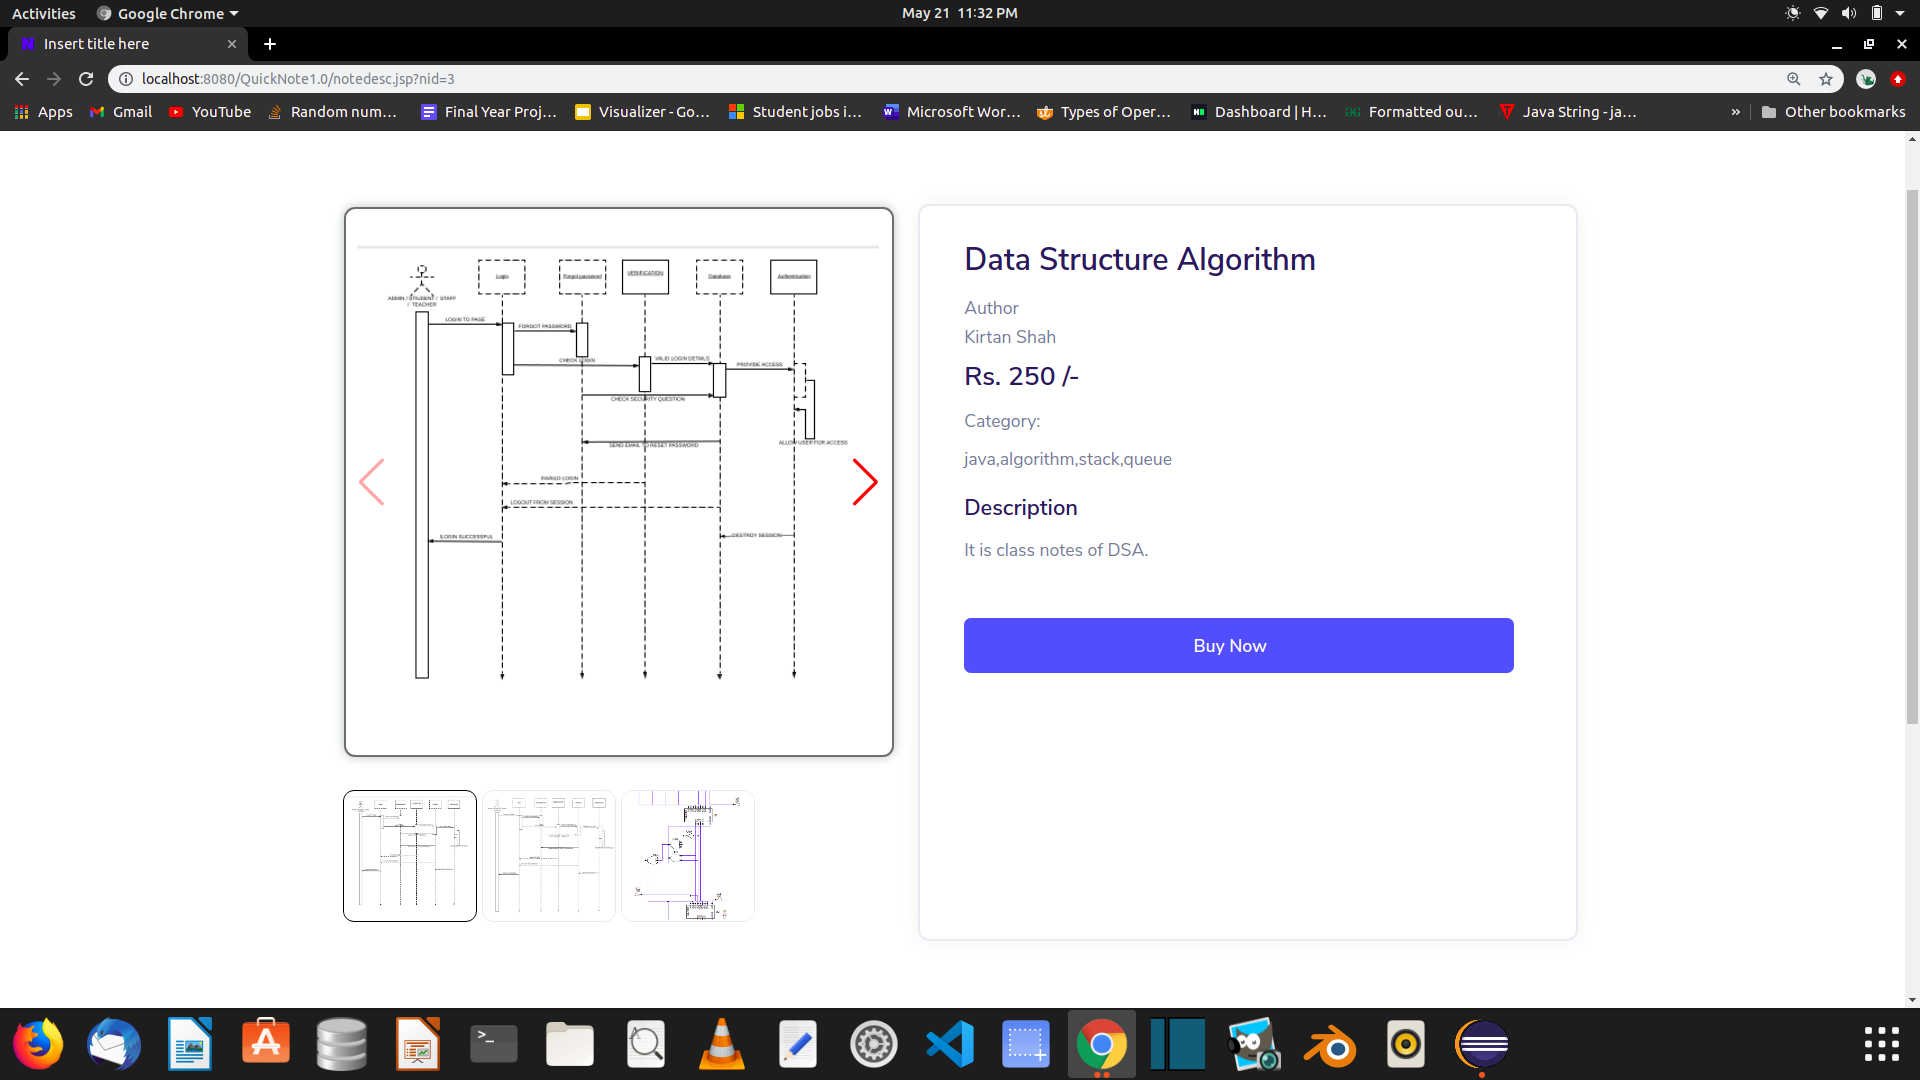 Activities
Google Chrome
May 21 11:32 PM
Insert title here
localhost:8080/QuickNote1.0/notedesc.jsp?nid=3
Apps
Gmail
YouTube
Random num...
Final Year Proj...
Visualizer - Go...
Student jobs i...
Microsoft Wor...
Types of Oper...
Dashboard | H...
Formatted ou...
Java String - ja...
»
Other bookmarks
Login
Forgot password
VERIFICATION
Database
Authentication
ADMIN / STUDENT / STAFF
/ TEACHER
LOGIN TO PAGE
FORGOT PASSWORD
CHECK LOGIN
VALID LOGIN DETAILS
PROVIDE ACCESS
CHECK SECURITY QUESTION
ALLOW USER FOR ACCESS
SEND EMAIL TO RESET PASSWORD
INVAILD LOGIN
LOGOUT FROM SESSION
DESTROY SESSION
LOGIN SUCCESSFUL
Data Structure Algorithm
Author
Kirtan Shah
Rs. 250 /-
Category:
java,algorithm,stack,queue
Description
It is class notes of DSA.
Buy Now